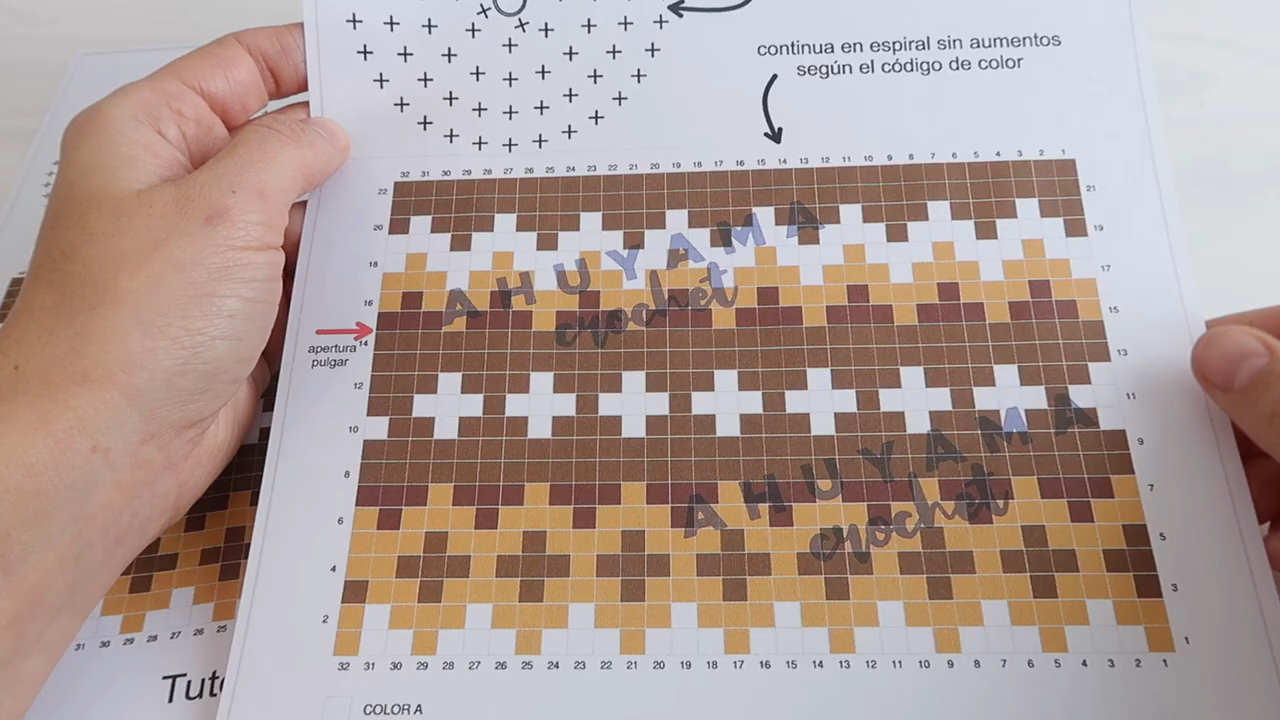 continua en espiral sin aumentos
según el código de color
32 31 30 29 28 27 26 25 24 23 22 21 20 19 18 17 16 15 14 13 12 11 10 9 8 7 6 5 4 3 2 1
22 21
20 19
18 17
16 15
apertura
pulgar
14 13
12 11
10 9
8 7
6 5
4 3
2 1
AHUYAMA
crochet
AHUYAMA
crochet
32 31 30 29 28 27 26 25 24 23 22 21 20 19 18 17 16 15 14 13 12 11 10 9 8 7 6 5 4 3 2 1
COLOR A
31 30 29 28 27 26 25
Tuto